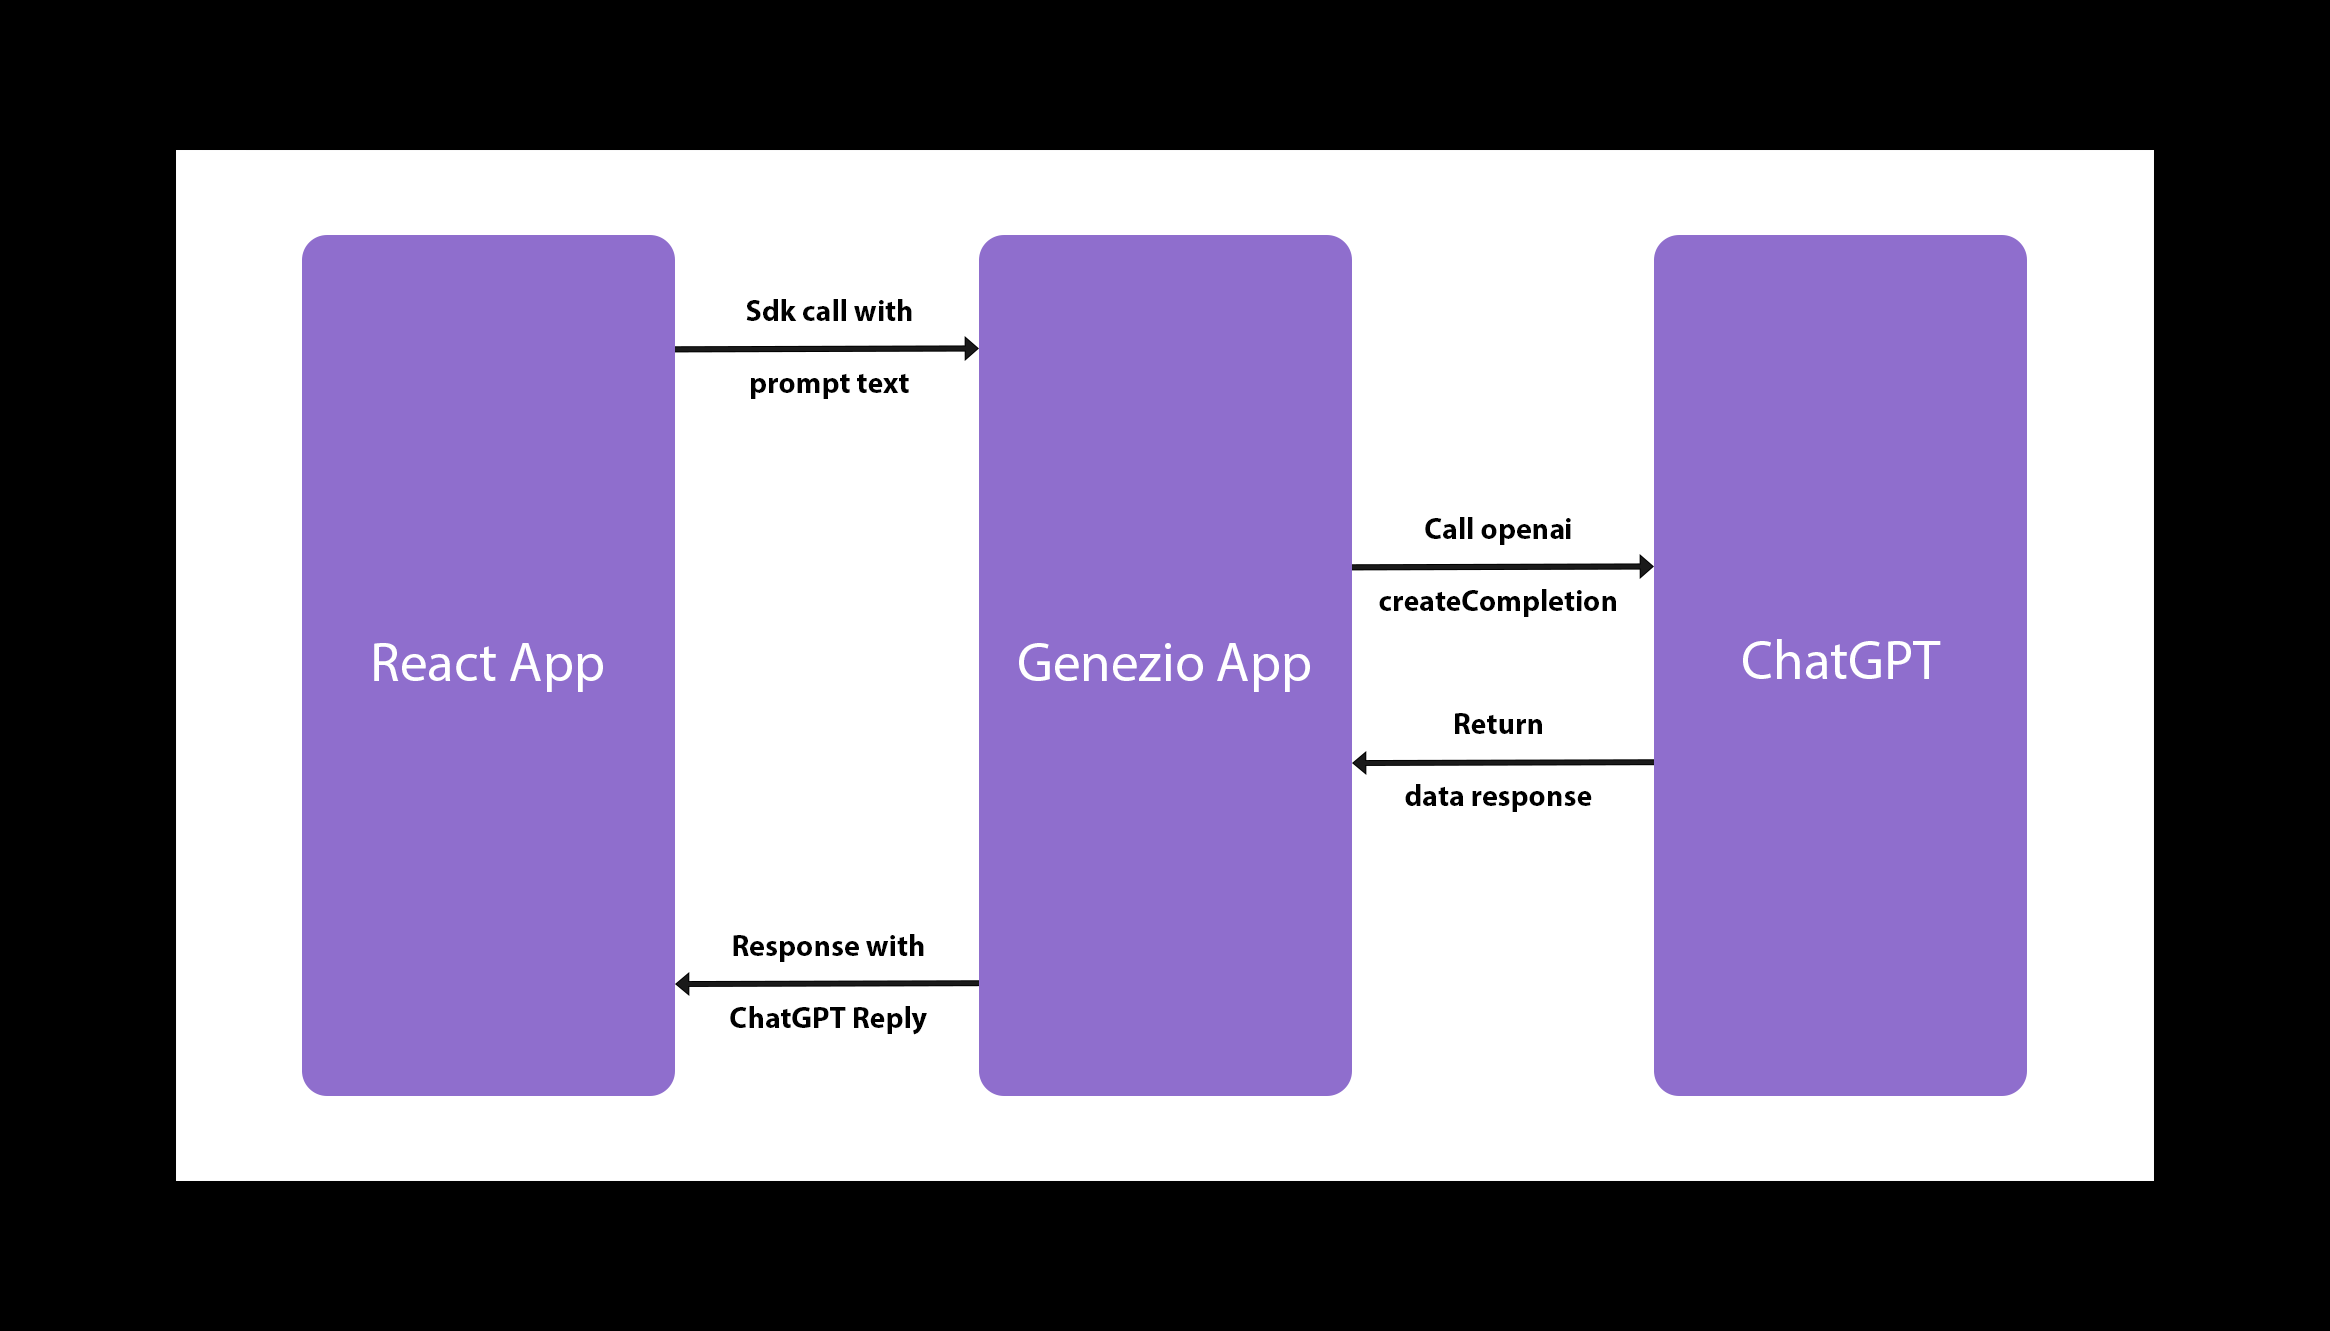 Sdk call with
prompt text
Call openai
createCompletion
React App
Genezio App
ChatGPT
Return
data response
Response with
ChatGPT Reply